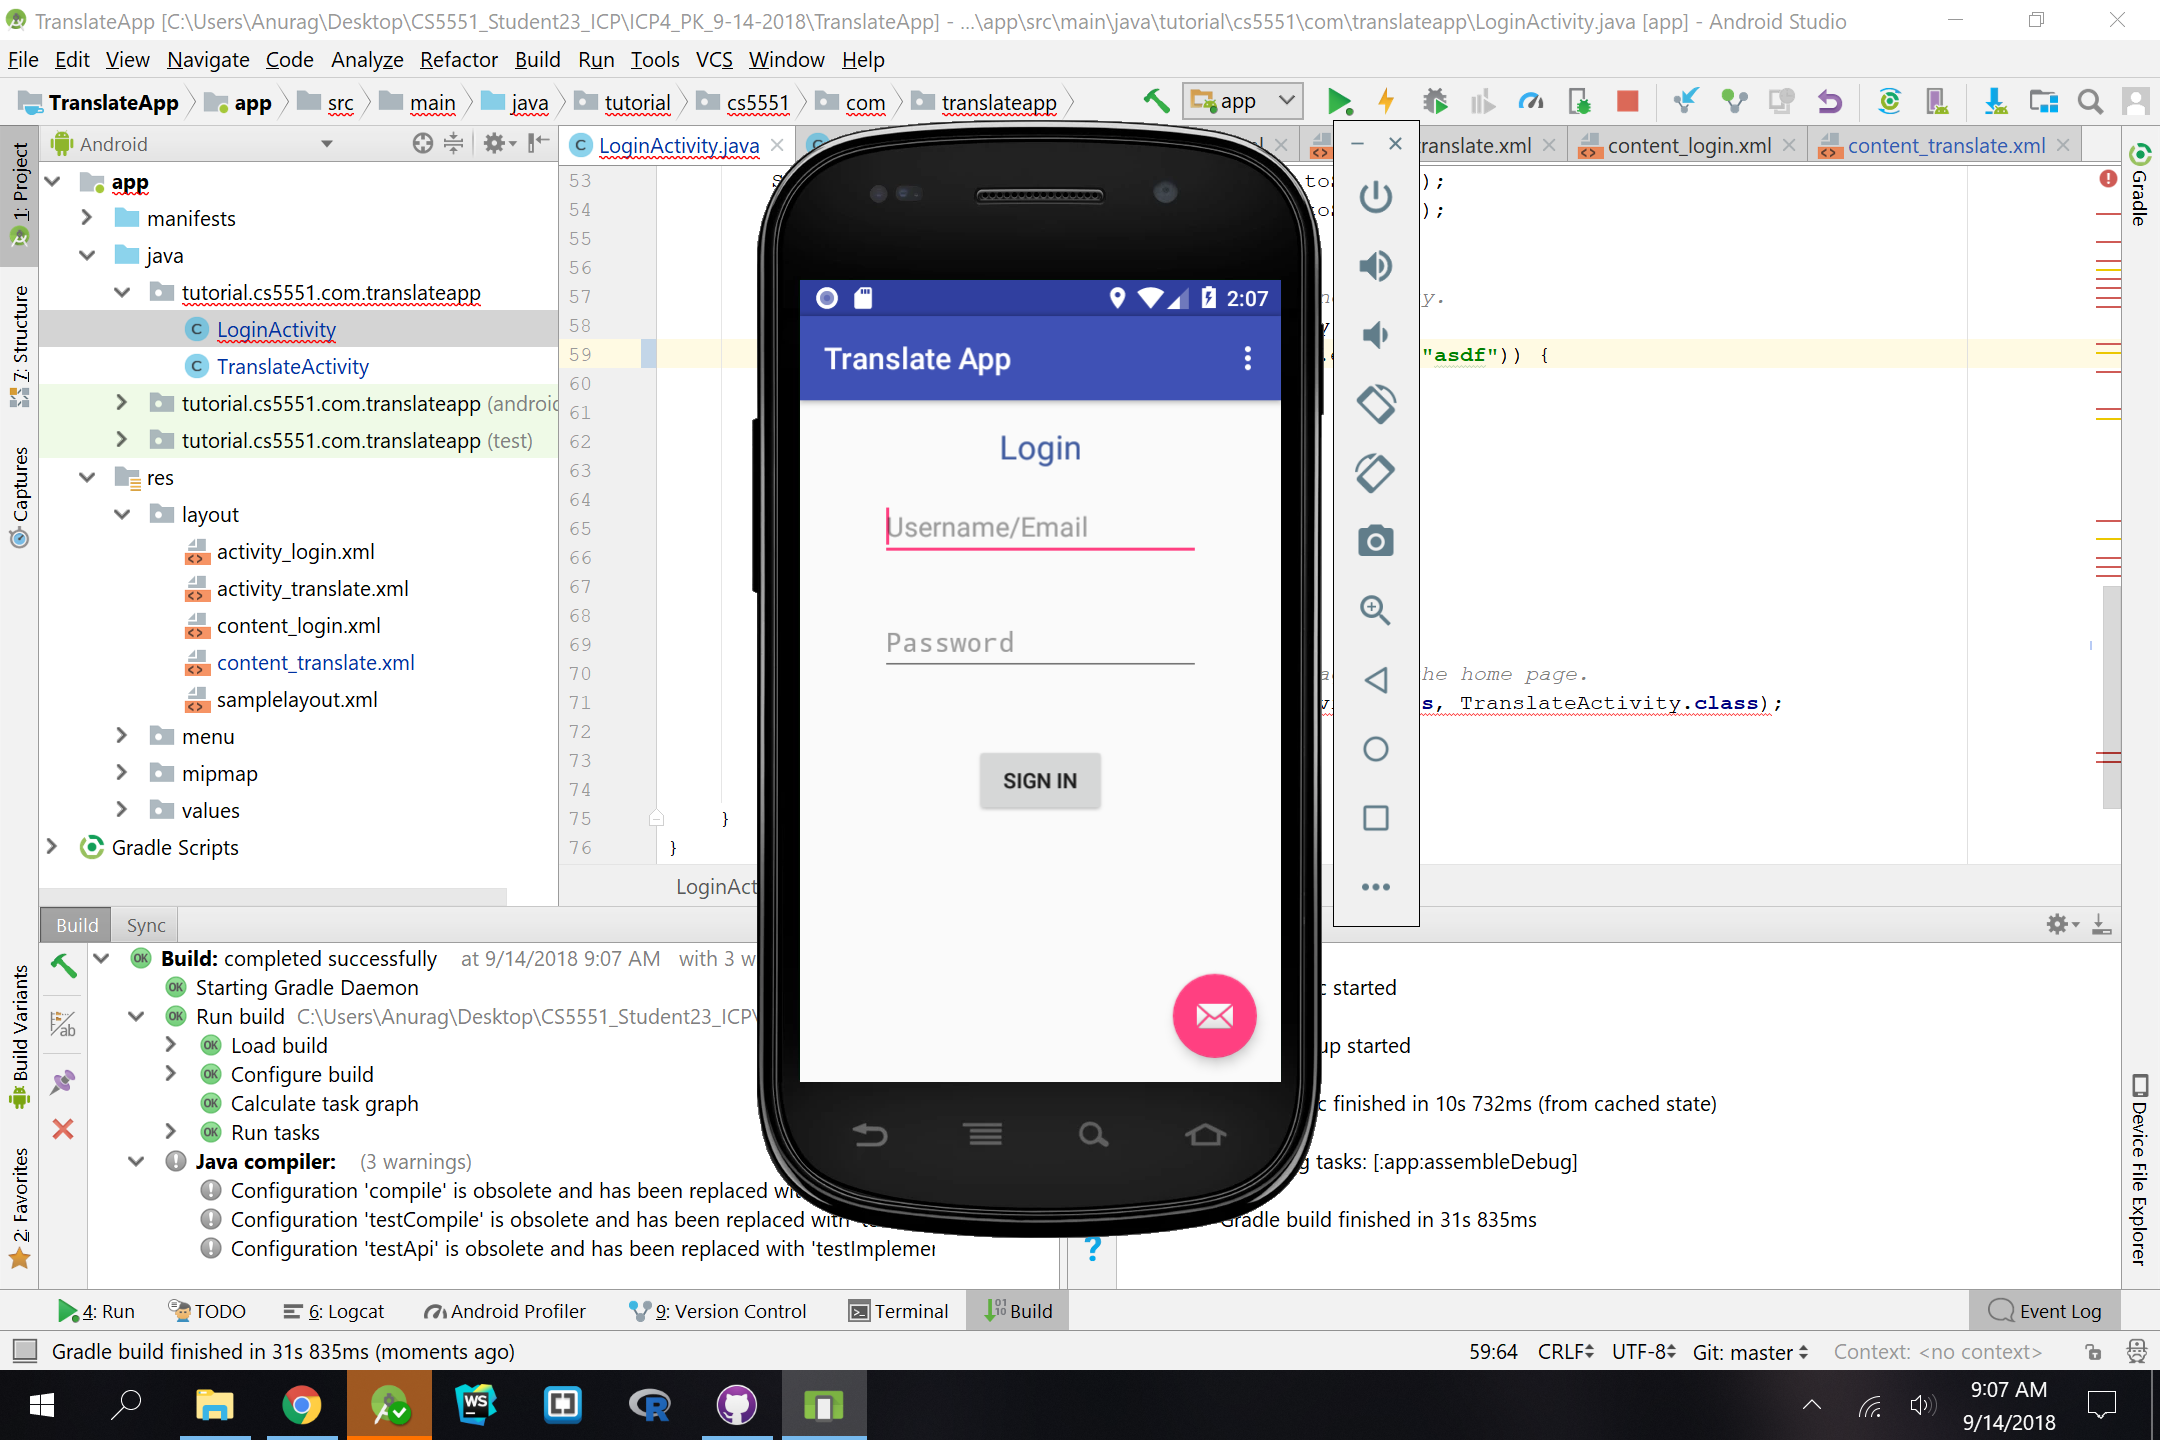 TranslateApp [C:\Users\Anurag\Desktop\CS5551_Student23_ICP\ICP4_PK_9-14-2018\TranslateApp] - ...\app\src\main\java\tutorial\cs5551\com\translateapp\LoginActivity.java [app] - Android Studio
File Edit View Navigate Code Analyze Refactor Build Run Tools VCS Window Help
TranslateApp app src main java tutorial cs5551 com translateapp app
Android
LoginActivity.java
ranslate.xml content_login.xml content_translate.xml
1: Project
7: Structure
Captures
Build Variants
2: Favorites
app
manifests
java
tutorial.cs5551.com.translateapp
LoginActivity
TranslateActivity
tutorial.cs5551.com.translateapp (android
tutorial.cs5551.com.translateapp (test)
res
layout
activity_login.xml
activity_translate.xml
content_login.xml
content_translate.xml
samplelayout.xml
menu
mipmap
values
Gradle Scripts
53 );
54 );
55
56
57 y.
58
59 "asdf")) {
60
61
62
63
64
65
66
67
68
69
70 he home page.
71 s, TranslateActivity.class);
72
73
74
75 }
76 }
LoginAct
2:07
Translate App
Login
Username/Email
Password
SIGN IN
Gradle
Device File Explorer
Build Sync
Build: completed successfully at 9/14/2018 9:07 AM with 3 w
Starting Gradle Daemon
Run build C:\Users\Anurag\Desktop\CS5551_Student23_ICP\
Load build
Configure build
Calculate task graph
Run tasks
Java compiler: (3 warnings)
Configuration 'compile' is obsolete and has been replaced wi
Configuration 'testCompile' is obsolete and has been replaced with
Configuration 'testApi' is obsolete and has been replaced with 'testImplemer
c started
up started
c finished in 10s 732ms (from cached state)
g tasks: [:app:assembleDebug]
Gradle build finished in 31s 835ms
4: Run TODO 6: Logcat Android Profiler 9: Version Control Terminal Build Event Log
Gradle build finished in 31s 835ms (moments ago) 59:64 CRLF UTF-8 Git: master Context: <no context>
WS
R
9:07 AM
9/14/2018